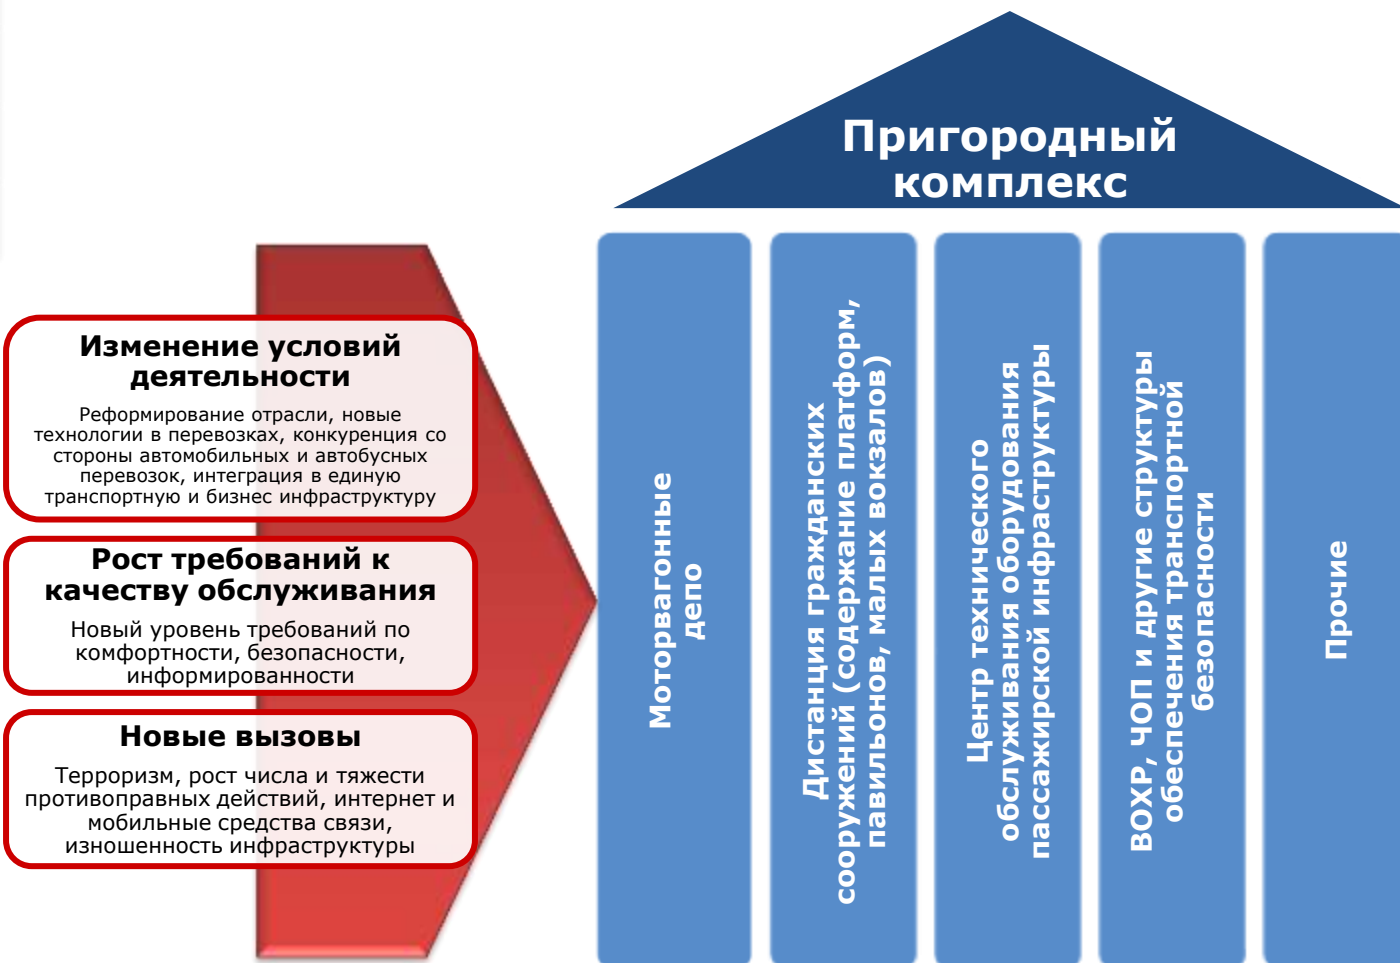 Пригородный
комплекс
Изменение условий
деятельности
Реформирование отрасли, новые
технологии в перевозках, конкуренция со
стороны автомобильных и автобусных
перевозок, интеграция в единую
транспортную и бизнес инфраструктуру
Рост требований к
качеству обслуживания
Новый уровень требований по
комфортности, безопасности,
информированности
Новые вызовы
Терроризм, рост числа и тяжести
противоправных действий, интернет и
мобильные средства связи,
изношенность инфраструктуры
Моторвагонные
депо
Дистанция гражданских
сооружений (содержание платформ,
павильонов, малых вокзалов)
Центр технического
обслуживания оборудования
пассажирской инфраструктуры
ВОХР, ЧОП и другие структуры
обеспечения транспортной
безопасности
Прочие